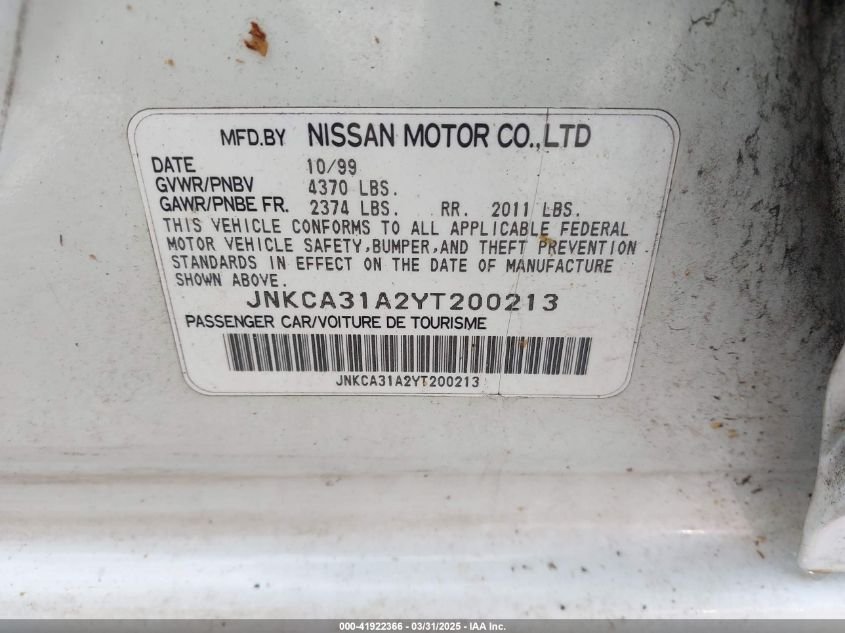 MFD.BY NISSAN MOTOR CO.,LTD
DATE 10/99
GVWR/PNBV 4370 LBS.
GAWR/PNBE FR. 2374 LBS. RR. 2011 LBS.
THIS VEHICLE CONFORMS TO ALL APPLICABLE FEDERAL
MOTOR VEHICLE SAFETY,BUMPER,AND THEFT PREVENTION
STANDARDS IN EFFECT ON THE DATE OF MANUFACTURE
SHOWN ABOVE.
JNKCA31A2YT200213
PASSENGER CAR/VOITURE DE TOURISME
JNKCA31A2YT200213
000-41922366 - 03/31/2025 - IAA Inc.